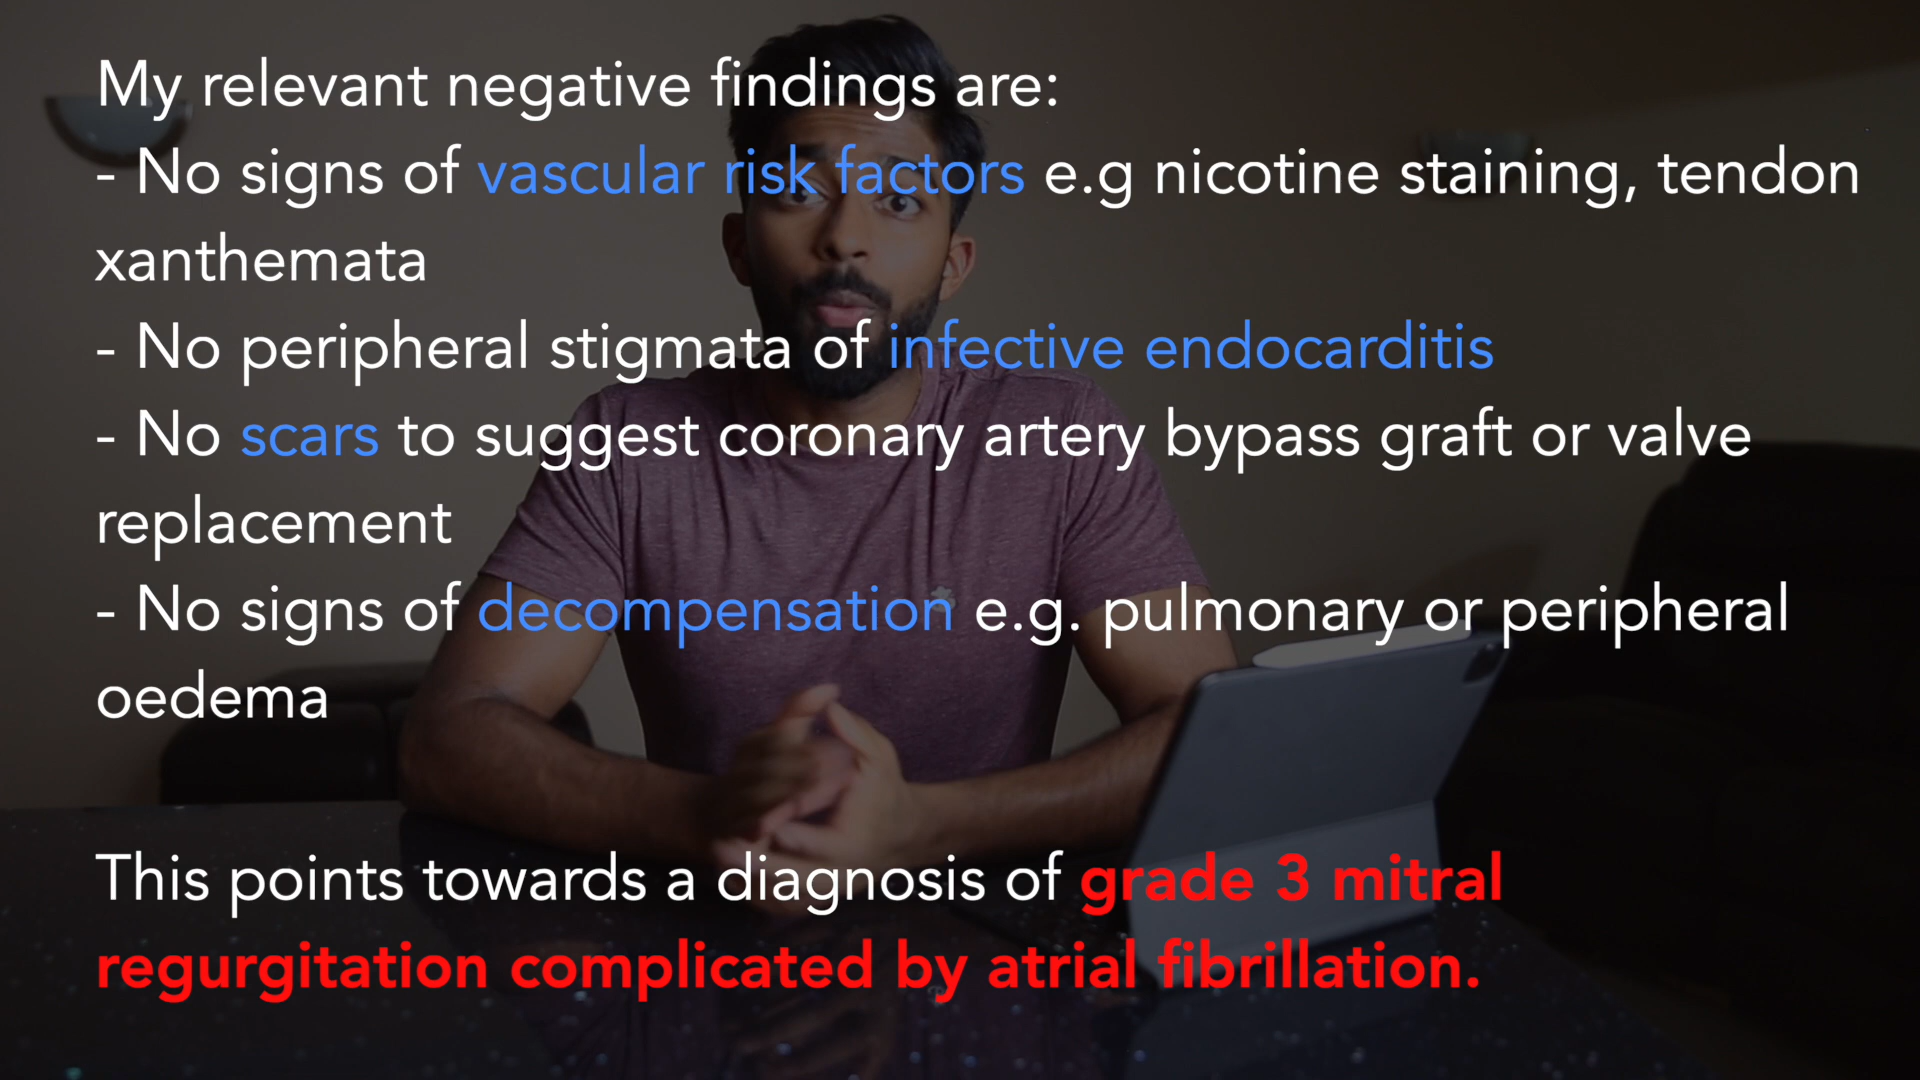 My relevant negative findings are:
- No signs of vascular risk factors e.g nicotine staining, tendon
xanthemata
- No peripheral stigmata of infective endocarditis
- No scars to suggest coronary artery bypass graft or valve
replacement
- No signs of decompensation e.g. pulmonary or peripheral
oedema
This points towards a diagnosis of grade 3 mitral
regurgitation complicated by atrial fibrillation.